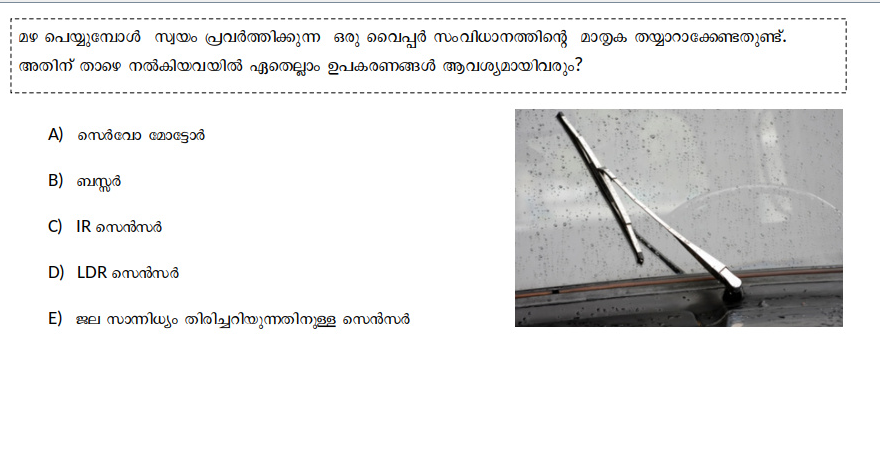 മഴ പെയ്യുമ്പോൾ സ്വയം പ്രവർത്തിക്കുന്ന ഒരു വൈപ്പർ സംവിധാനത്തിന്റെ മാതൃക തയ്യാറാക്കേണ്ടതുണ്ട്.
അതിന് താഴെ നൽകിയവയിൽ ഏതെല്ലാം ഉപകരണങ്ങൾ ആവശ്യമായിവരും?
A) സെർവോ മോട്ടോർ
B) ബസ്സർ
C) IR സെൻസർ
D) LDR സെൻസർ
E) ജല സാന്നിധ്യം തിരിച്ചറിയുന്നതിനുള്ള സെൻസർ